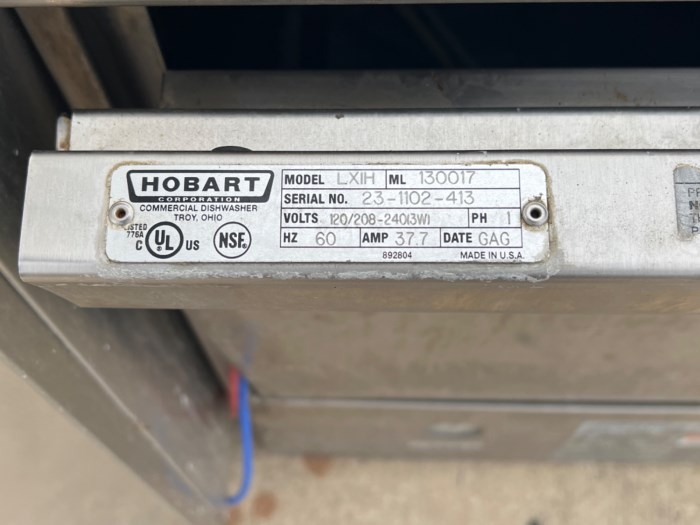 HOBART
CORPORATION
COMMERCIAL DISHWASHER
TROY, OHIO
LISTED
776A
C UL US
NSF®
MODEL LXIH ML 130017
SERIAL NO. 23-1102-413
VOLTS 120/208-240(3W) PH 1
HZ 60 AMP 37.7 DATE GAG
892804 MADE IN U.S.A.